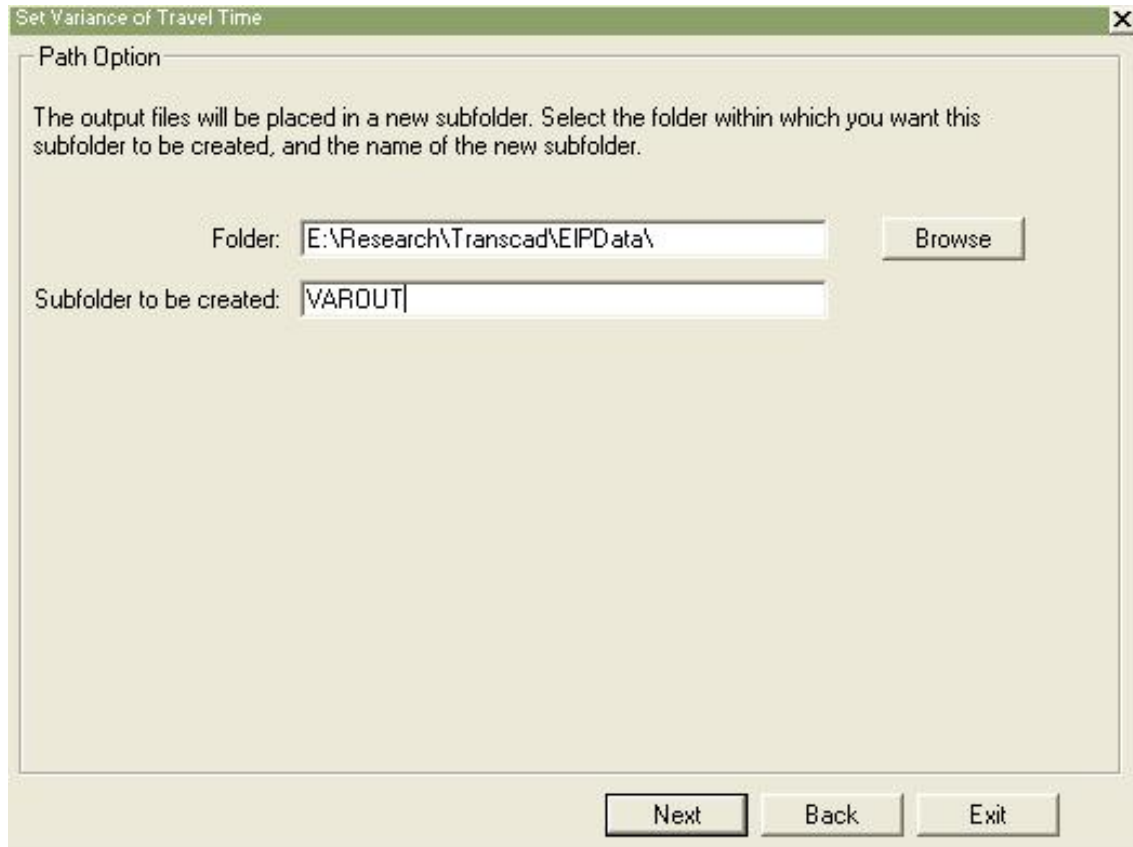 Set Variance of Travel Time
Path Option
The output files will be placed in a new subfolder. Select the folder within which you want this
subfolder to be created, and the name of the new subfolder.
Folder: E:\Research\Transcad\EIPData\ Browse
Subfolder to be created: VAROUT
Next Back Exit